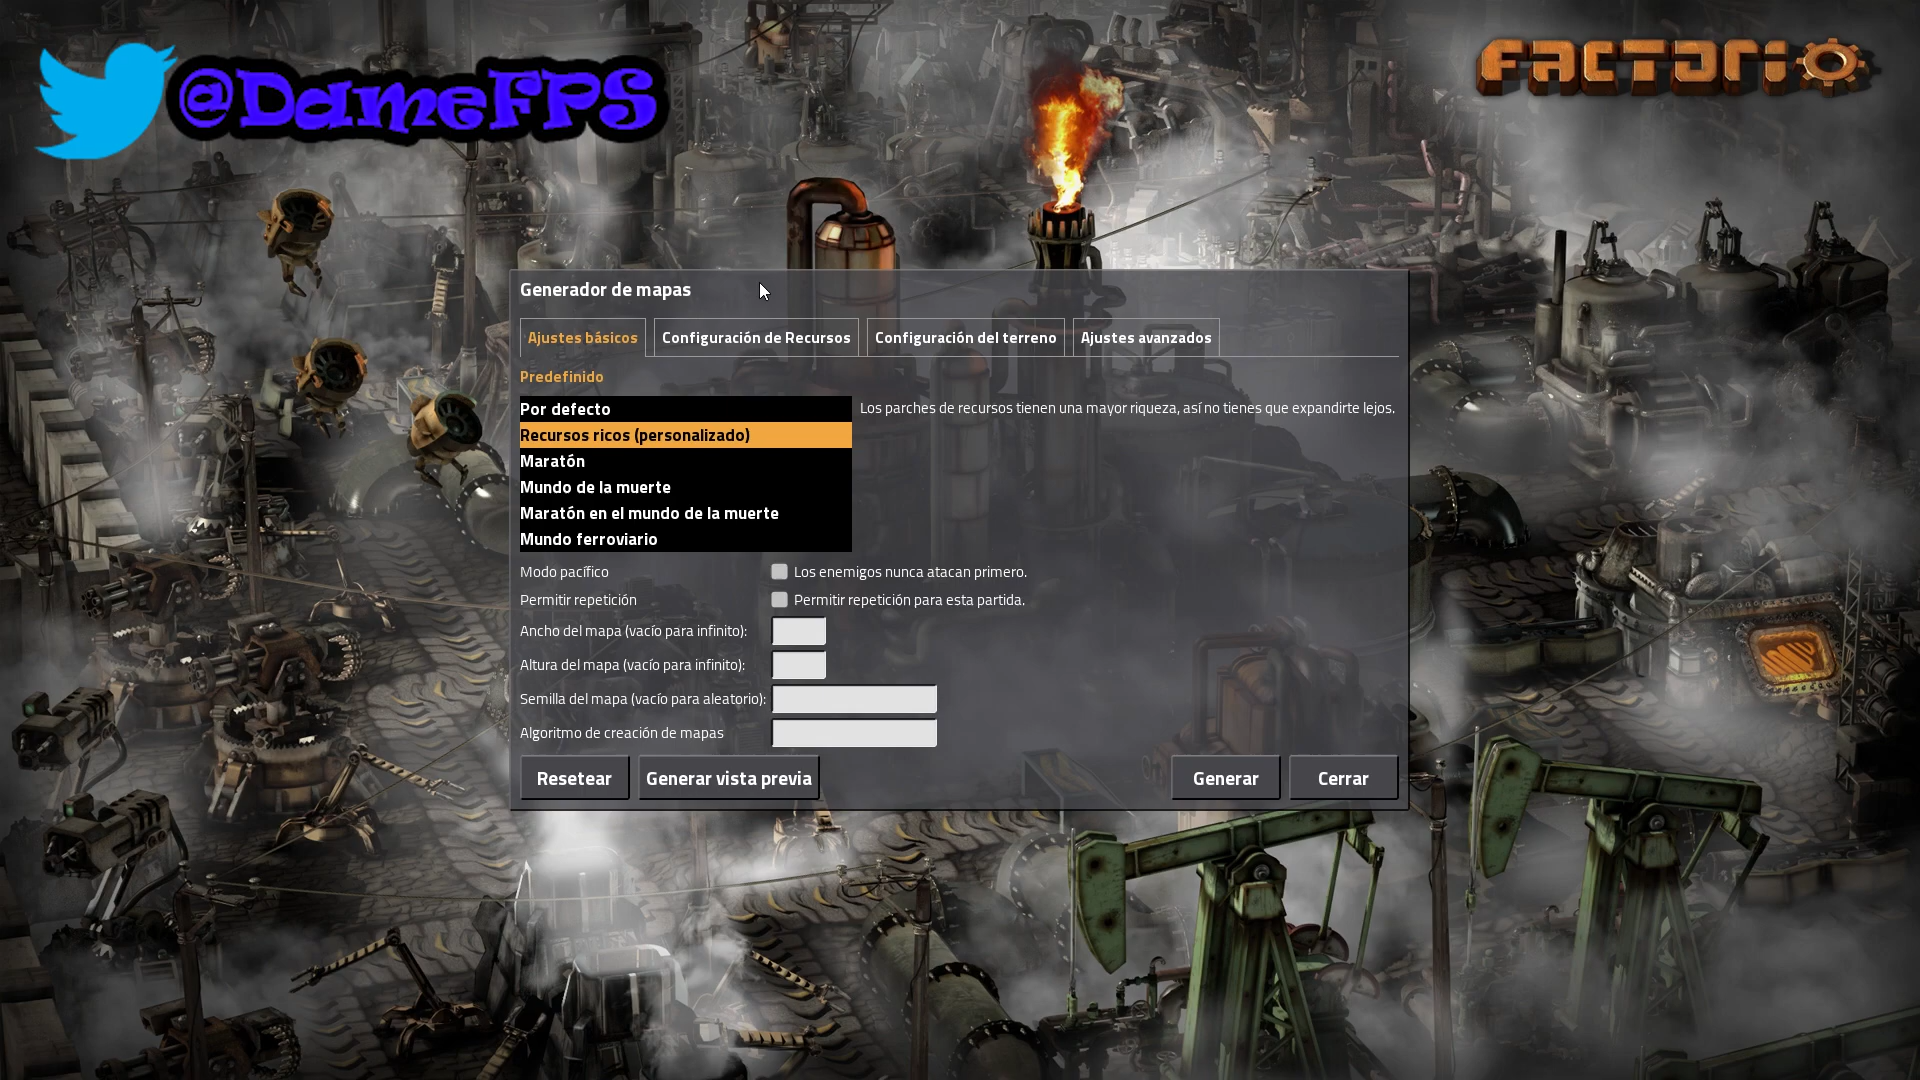 @DameFPS
FACTORIO
Generador de mapas
Ajustes básicos
Configuración de Recursos
Configuración del terreno
Ajustes avanzados
Predefinido
Por defecto
Los parches de recursos tienen una mayor riqueza, así no tienes que expandirte lejos.
Recursos ricos (personalizado)
Maratón
Mundo de la muerte
Maratón en el mundo de la muerte
Mundo ferroviario
Modo pacífico
Los enemigos nunca atacan primero.
Permitir repetición
Permitir repetición para esta partida.
Ancho del mapa (vacío para infinito):
Altura del mapa (vacío para infinito):
Semilla del mapa (vacío para aleatorio):
Algoritmo de creación de mapas
Resetear
Generar vista previa
Generar
Cerrar